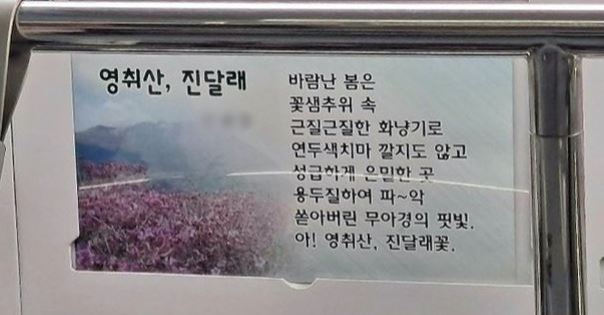 영취산, 진달래
바람난 봄은
꽃샘추위 속
근질근질한 화냥기로
연두색치마 깔지도 않고
성급하게 은밀한 곳
용두질하여 파~악
쏟아버린 무아경의 핏빛.
아! 영취산, 진달래꽃.